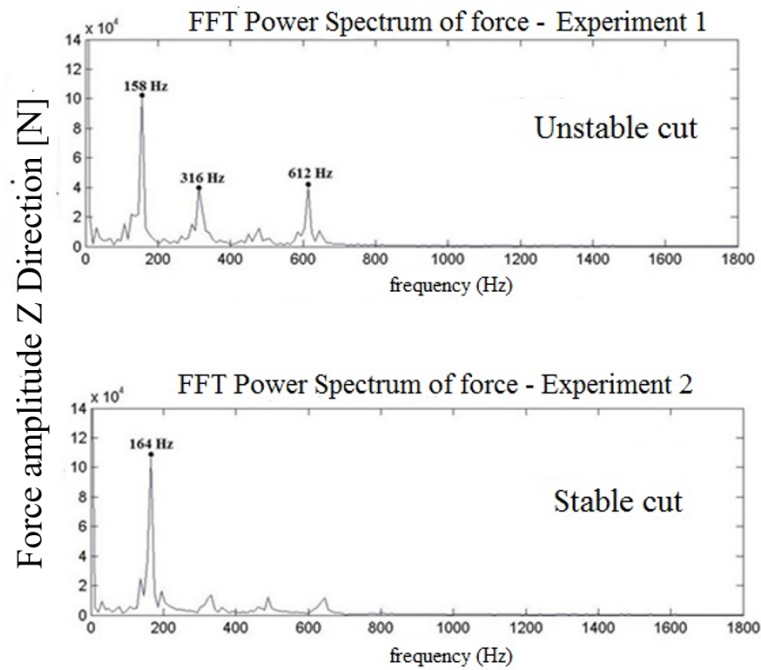 FFT Power Spectrum of force - Experiment 1
14 x 10⁴
12
10
8
6
4
2
0
158 Hz
316 Hz
612 Hz
Unstable cut
0 200 400 600 800 1000 1200 1400 1600 1800
frequency (Hz)
Force amplitude Z Direction [N]
FFT Power Spectrum of force - Experiment 2
14 x 10⁴
12
10
8
6
4
2
0
164 Hz
Stable cut
0 200 400 600 800 1000 1200 1400 1600 1800
frequency (Hz)